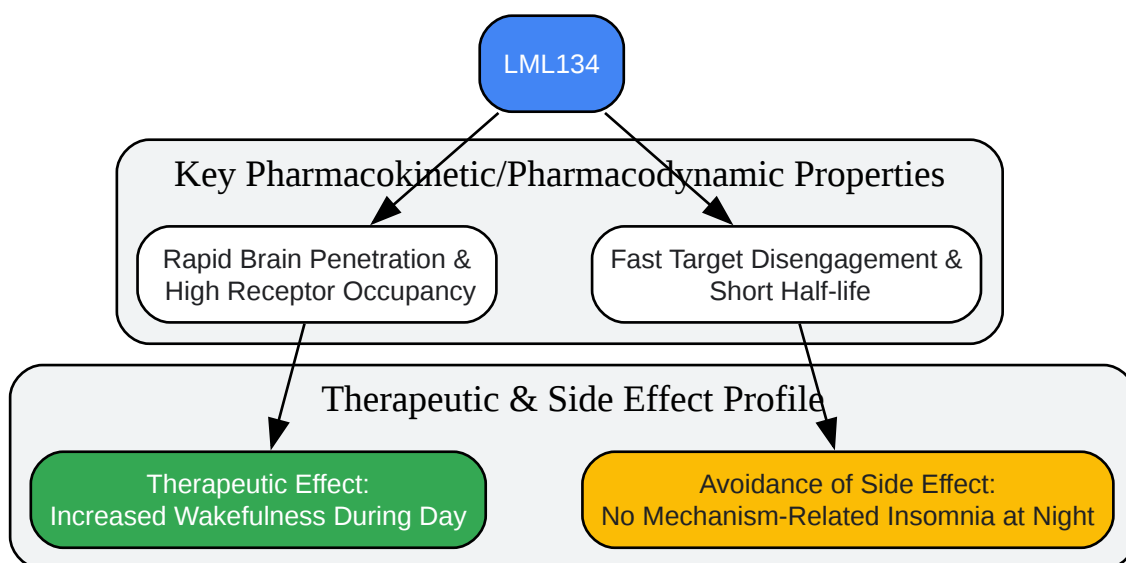 LML134
Key Pharmacokinetic/Pharmacodynamic Properties
Rapid Brain Penetration &
High Receptor Occupancy
Fast Target Disengagement &
Short Half-life
Therapeutic & Side Effect Profile
Therapeutic Effect:
Increased Wakefulness During Day
Avoidance of Side Effect:
No Mechanism-Related Insomnia at Night